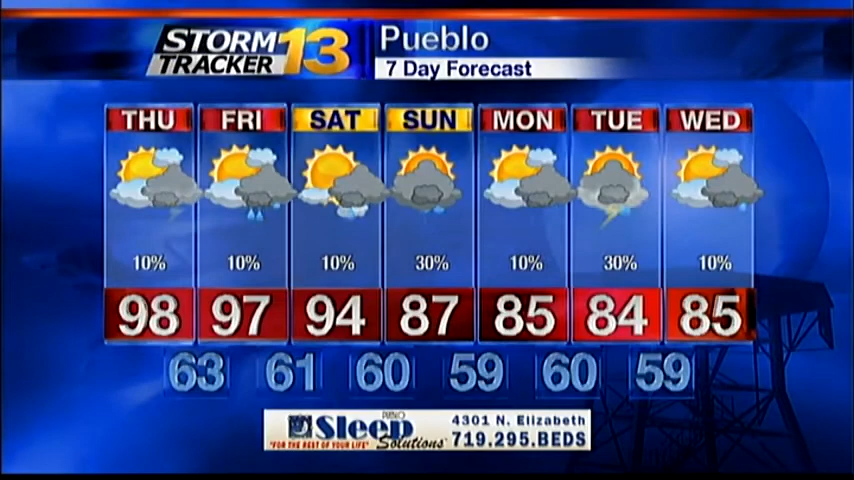 STORM
TRACKER 13
Pueblo
7 Day Forecast
THU FRI SAT SUN MON TUE WED
10% 10% 10% 30% 10% 30% 10%
98 97 94 87 85 84 85
63 61 60 59 60 59
PUEBLO
Sleep
Solutions
"FOR THE REST OF YOUR LIFE"
4301 N. Elizabeth
719.295.BEDS